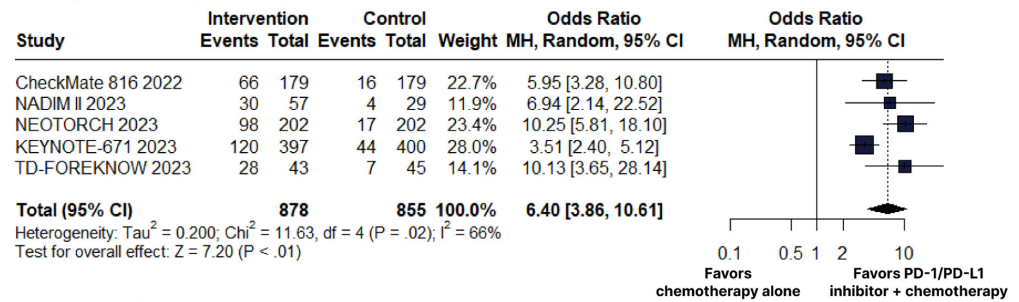 Intervention Control Odds Ratio Odds Ratio
Study Events Total Events Total Weight MH, Random, 95% CI MH, Random, 95% CI
CheckMate 816 2022 66 179 16 179 22.7% 5.95 [3.28, 10.80]
NADIM II 2023 30 57 4 29 11.9% 6.94 [2.14, 22.52]
NEOTORCH 2023 98 202 17 202 23.4% 10.25 [5.81, 18.10]
KEYNOTE-671 2023 120 397 44 400 28.0% 3.51 [2.40, 5.12]
TD-FOREKNOW 2023 28 43 7 45 14.1% 10.13 [3.65, 28.14]
Total (95% CI) 878 855 100.0% 6.40 [3.86, 10.61]
Heterogeneity: Tau² = 0.200; Chi² = 11.63, df = 4 (P = .02); I² = 66%
Test for overall effect: Z = 7.20 (P < .01)
0.1 0.5 1 2 10
Favors Favors PD-1/PD-L1
chemotherapy alone inhibitor + chemotherapy